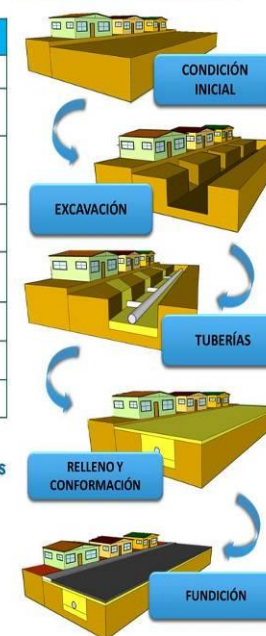 CONDICIÓN
INICIAL
EXCAVACIÓN
TUBERÍAS
RELLENO Y
CONFORMACIÓN
FUNDICIÓN